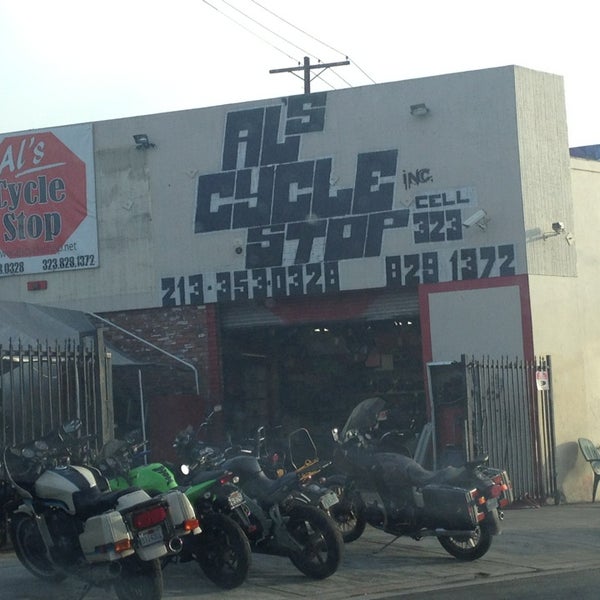 Al's
Cycle
Stop
.net
.0328 323.829.1372
AL'S
CYCLE INC.
STOP
CELL
323
213-353-0328 829 1372